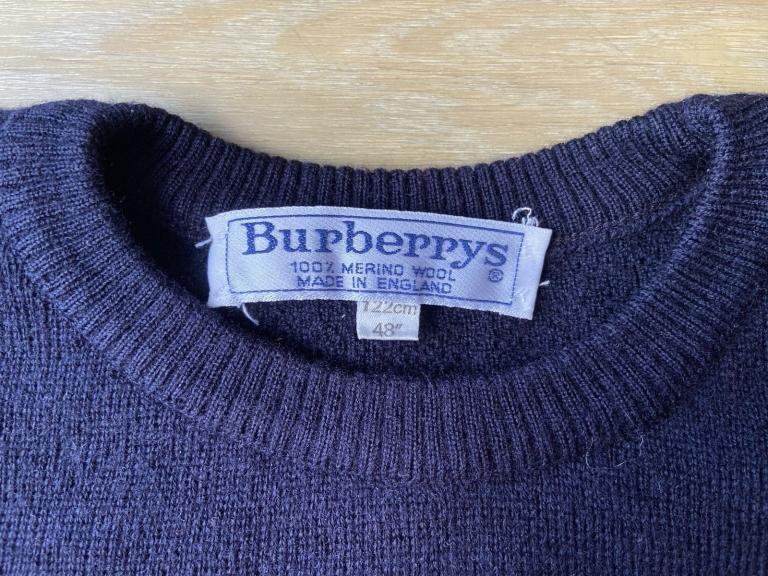 Burberrys
100% MERINO WOOL ®
MADE IN ENGLAND
122cm
48"